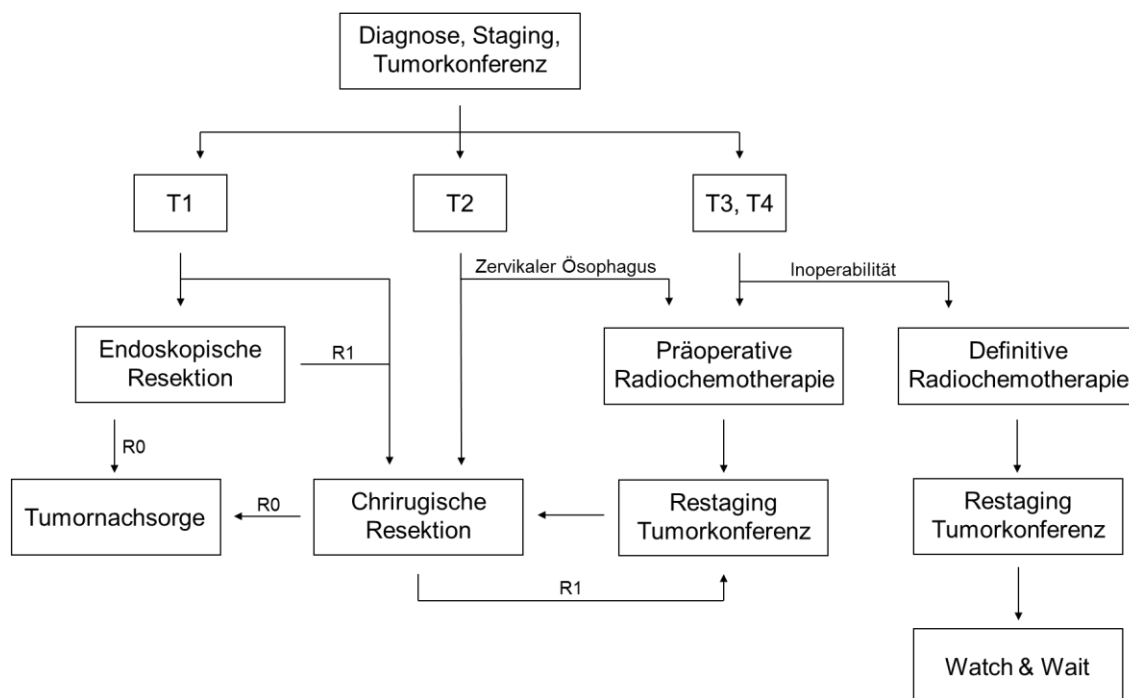 Diagnose, Staging,
Tumorkonferenz
T1
T2
T3, T4
Zervikaler Ösophagus
Inoperabilität
Endoskopische
Resektion
R1
Präoperative
Radiochemotherapie
Definitive
Radiochemotherapie
R0
Tumornachsorge
R0
Chrirugische
Resektion
Restaging
Tumorkonferenz
Restaging
Tumorkonferenz
R1
Watch & Wait